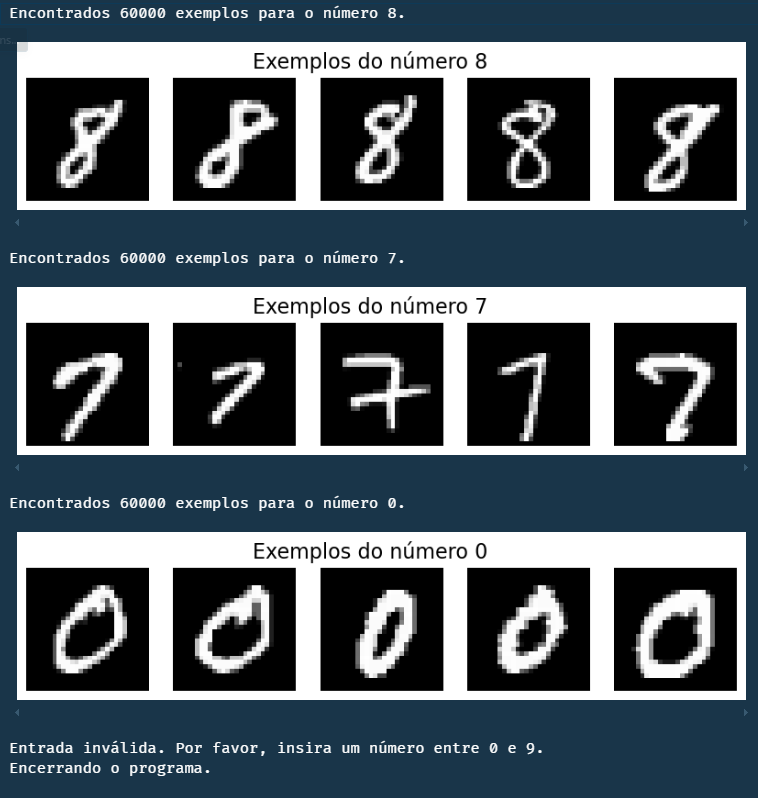 Encontrados 60000 exemplos para o número 8.
Exemplos do número 8
Encontrados 60000 exemplos para o número 7.
Exemplos do número 7
Encontrados 60000 exemplos para o número 0.
Exemplos do número 0
Entrada inválida. Por favor, insira um número entre 0 e 9.
Encerrando o programa.